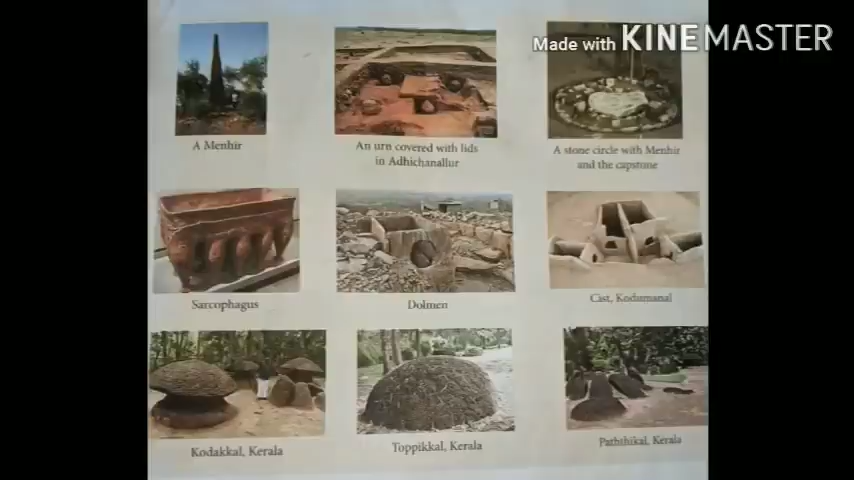 Made with KINEMASTER
A Menhir
An urn covered with lids
in Adhichanallur
A stone circle with Menhir
and the capstone
Sarcophagus
Dolmen
Cist, Kodumanal
Kodakkal, Kerala
Toppikkal, Kerala
Paththikal, Kerala